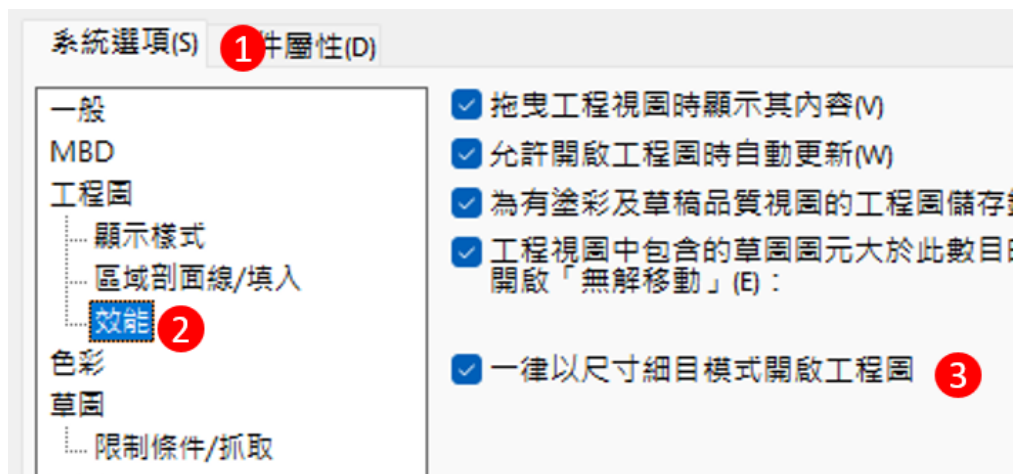 系統選項(S) 1件屬性(D)
一般
MBD
工程圖
顯示樣式
區域剖面線/填入
效能 2
色彩
草圖
限制條件/抓取
拖曳工程視圖時顯示其內容(V)
允許開啟工程圖時自動更新(W)
為有塗彩及草稿品質視圖的工程圖儲存
工程視圖中包含的草圖圖元大於此數目
開啟「無解移動」(E)：
一律以尺寸細目模式開啟工程圖 3